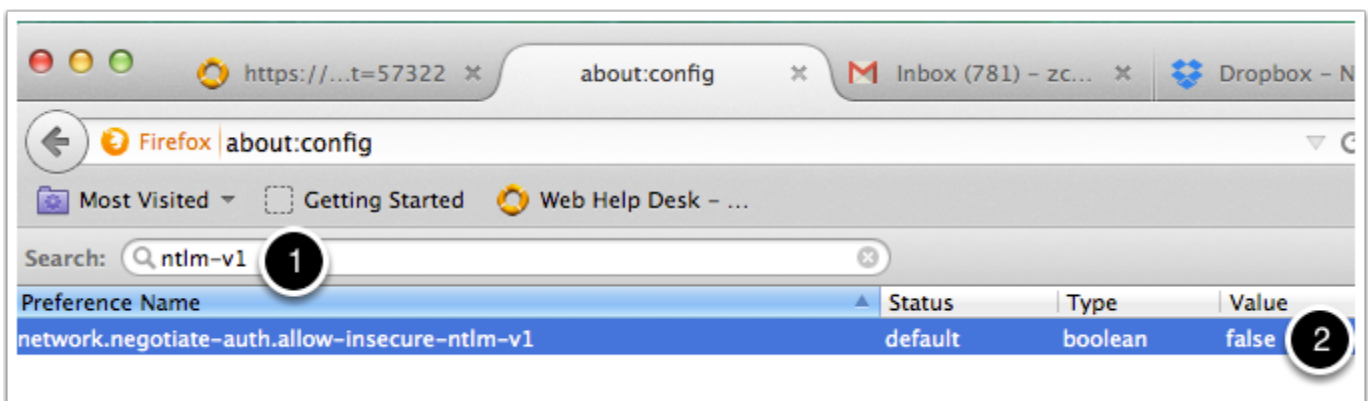 https://...t=57322 about:config Inbox (781) – zc... Dropbox – N
Firefox about:config
Most Visited Getting Started Web Help Desk – ...
Search: ntlm-v1 1
Preference Name Status Type Value
network.negotiate-auth.allow-insecure-ntlm-v1 default boolean false 2